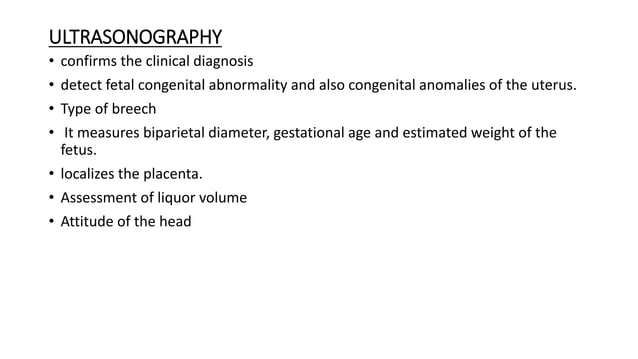 ULTRASONOGRAPHY
• confirms the clinical diagnosis
• detect fetal congenital abnormality and also congenital anomalies of the uterus.
• Type of breech
• It measures biparietal diameter, gestational age and estimated weight of the
fetus.
• localizes the placenta.
• Assessment of liquor volume
• Attitude of the head